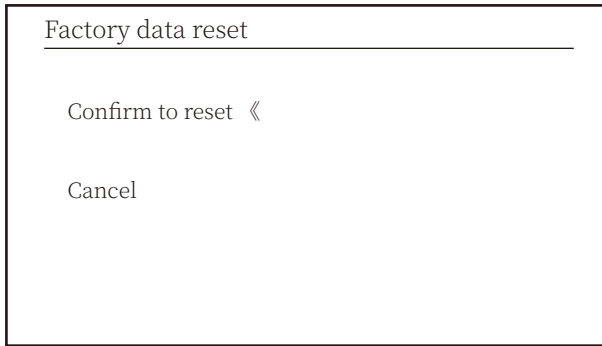 Factory data reset
Confirm to reset 《
Cancel